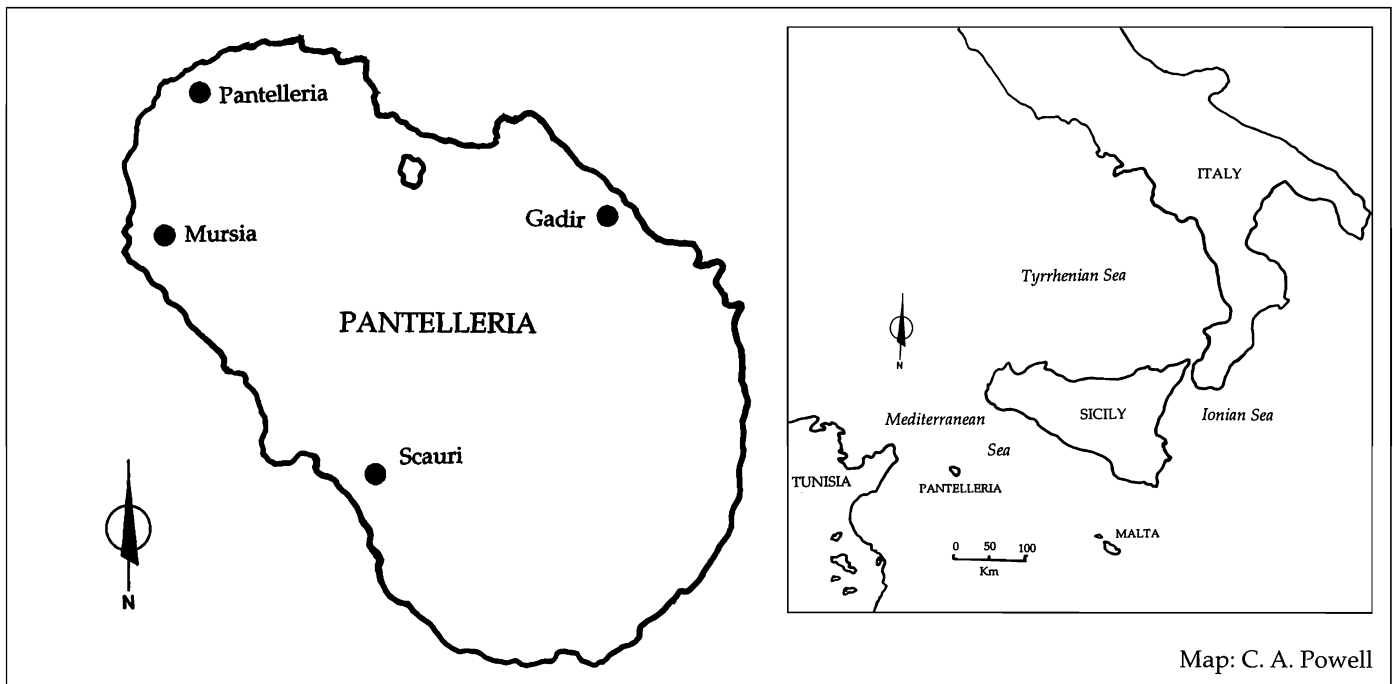 Pantelleria
Mursia
Gadir
PANTELLERIA
Scauri
N
ITALY
Tyrrhenian Sea
N
SICILY
Ionian Sea
Mediterranean
Sea
TUNISIA
PANTELLERIA
MALTA
0 50 100
Km
Map: C. A. Powell